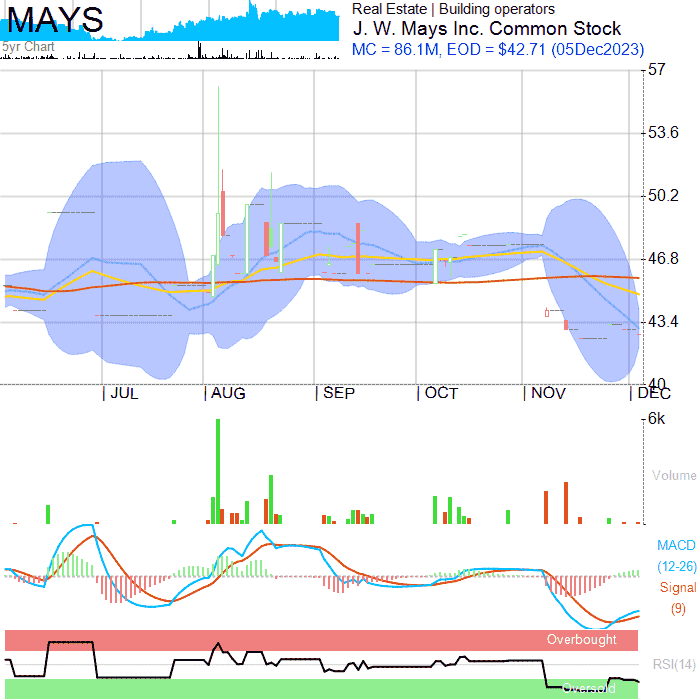 MAYS
5yr Chart
Real Estate | Building operators
J. W. Mays Inc. Common Stock
MC = 86.1M, EOD = $42.71 (05Dec2023)
57
53.6
50.2
46.8
43.4
40
JUL AUG SEP OCT NOV DEC
6k
Volume
MACD
(12-26)
Signal
(9)
Overbought
RSI(14)
Oversold